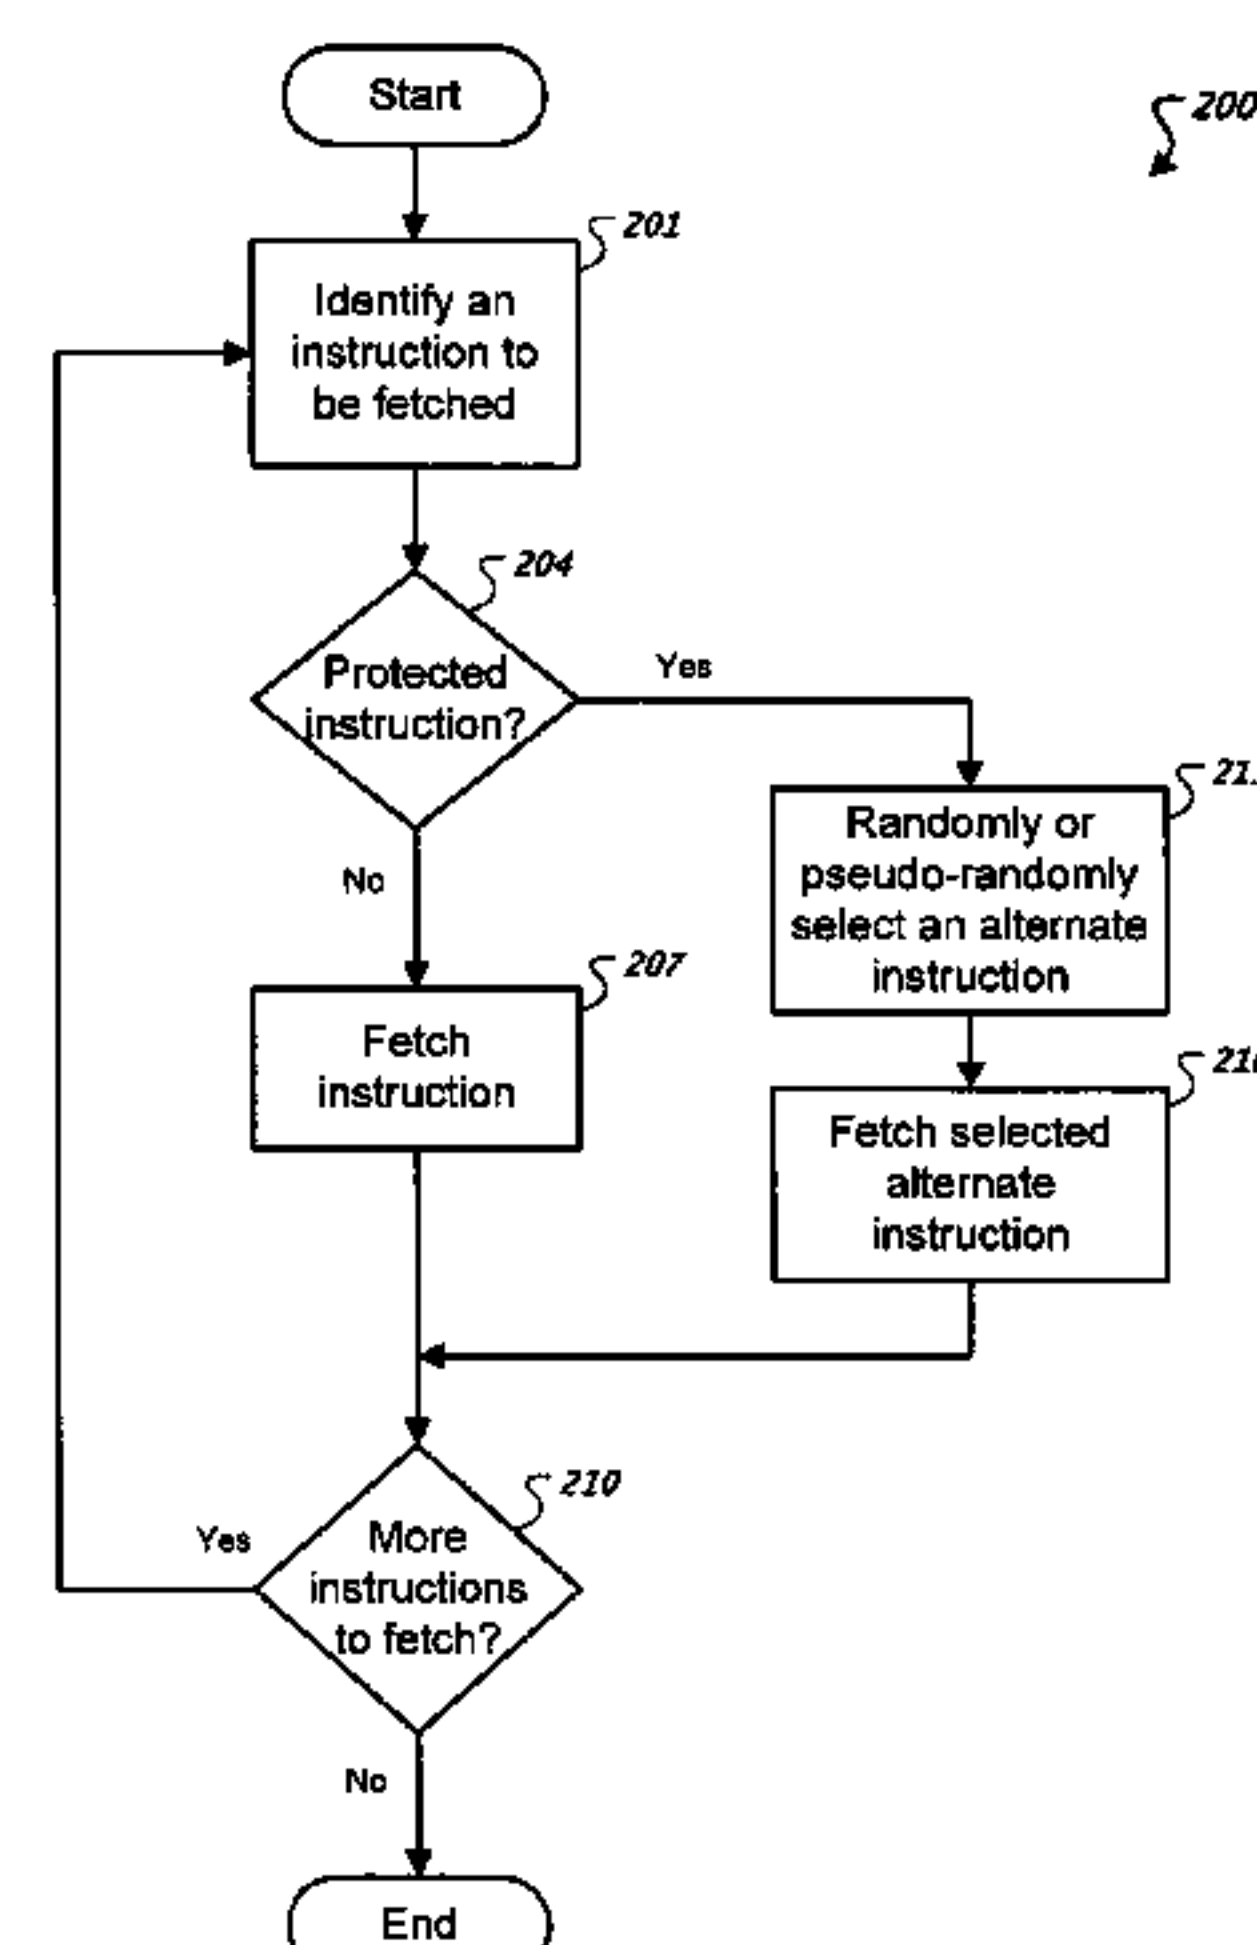 Start
200
201
Identify an
instruction to
be fetched
204
Protected
instruction?
Yes
No
Randomly or
pseudo-randomly
select an alternate
instruction
207
Fetch
instruction
Fetch selected
alternate
instruction
210
More
instructions
to fetch?
Yes
No
End